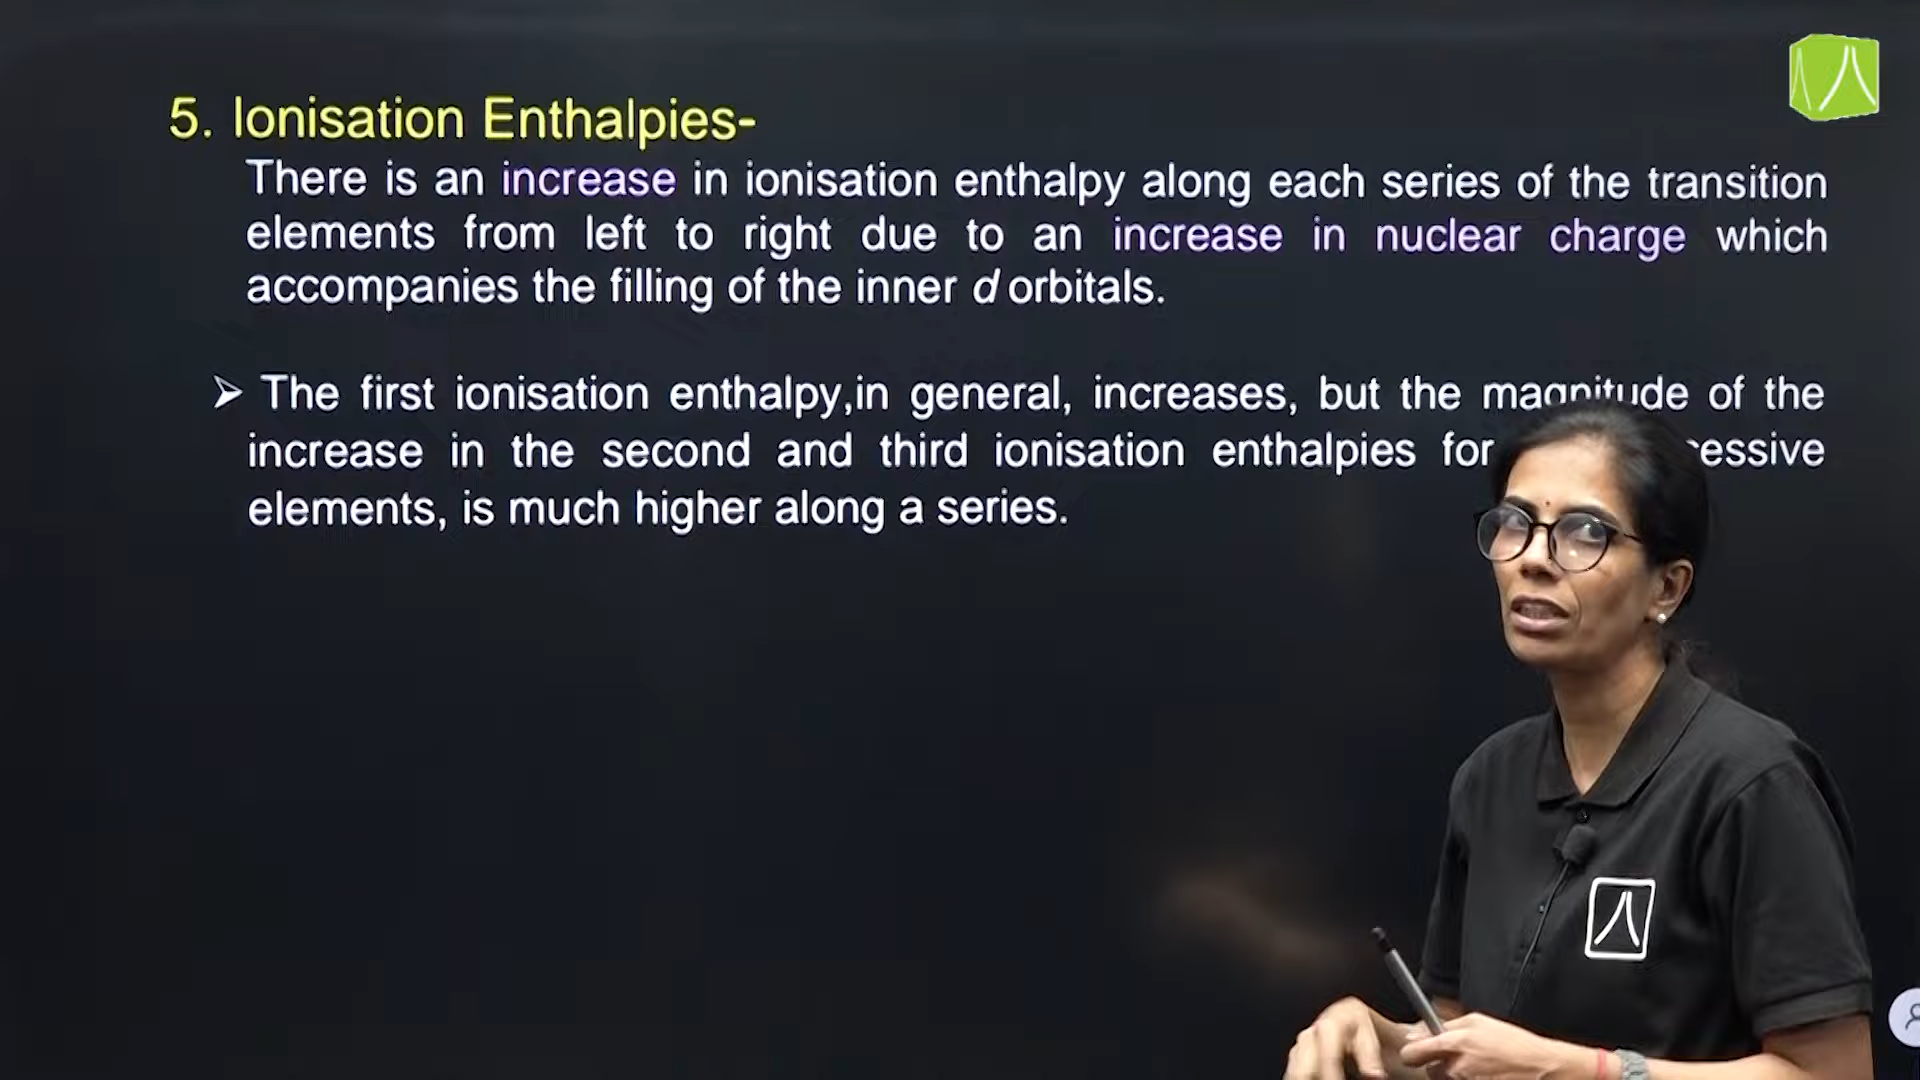 5. Ionisation Enthalpies-
There is an increase in ionisation enthalpy along each series of the transition
elements from left to right due to an increase in nuclear charge which
accompanies the filling of the inner d orbitals.
➢ The first ionisation enthalpy,in general, increases, but the magnitude of the
increase in the second and third ionisation enthalpies for essive
elements, is much higher along a series.